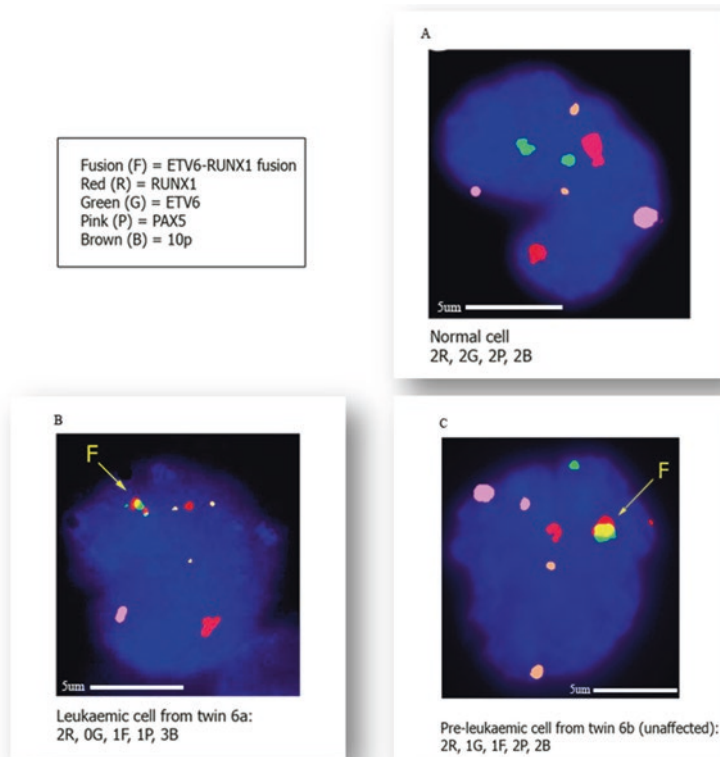 A
Fusion (F) = ETV6-RUNX1 fusion
Red (R) = RUNX1
Green (G) = ETV6
Pink (P) = PAX5
Brown (B) = 10p
5um
Normal cell
2R, 2G, 2P, 2B
B
F
5um
Leukaemic cell from twin 6a:
2R, 0G, 1F, 1P, 3B
C
F
5um
Pre-leukaemic cell from twin 6b (unaffected):
2R, 1G, 1F, 2P, 2B